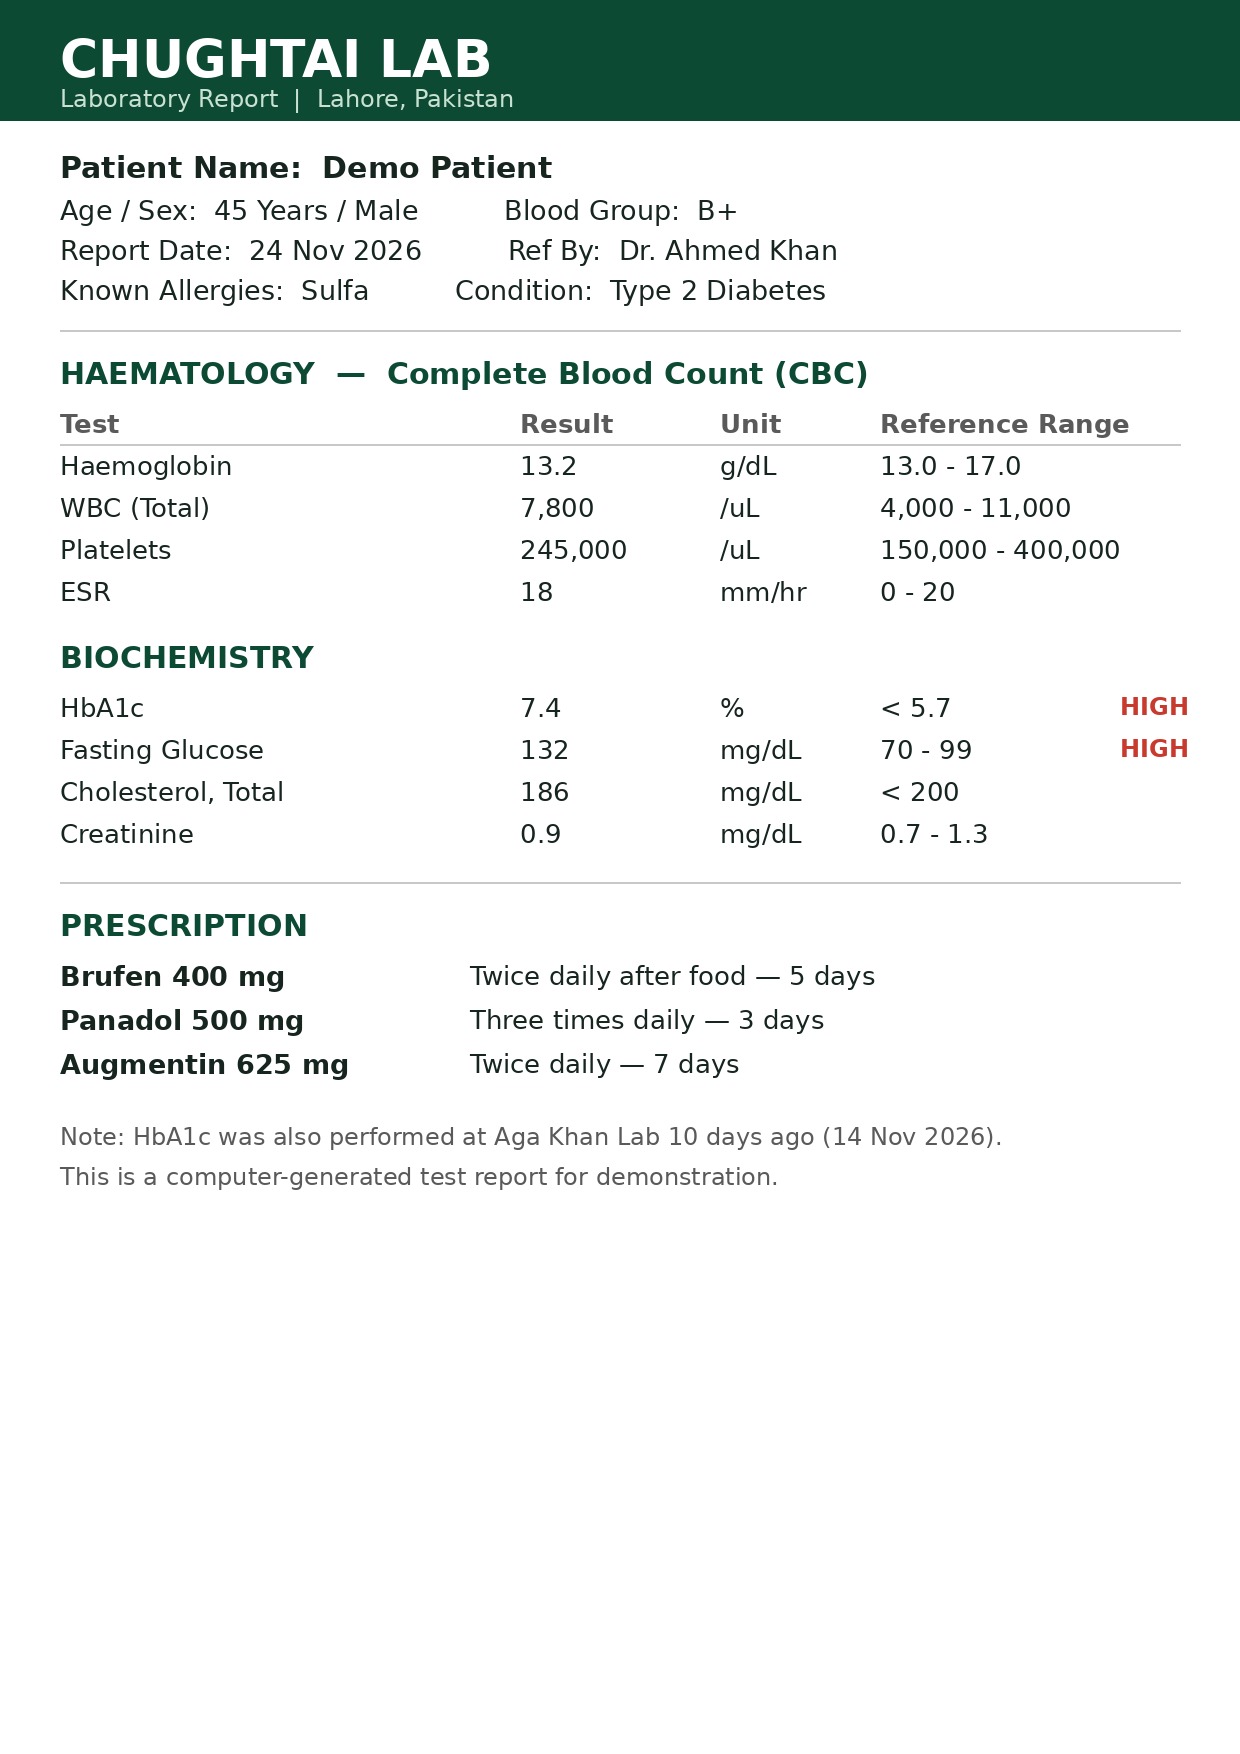 CHUGHTAI LAB
Laboratory Report | Lahore, Pakistan
Patient Name: Demo Patient
Age / Sex: 45 Years / Male Blood Group: B+
Report Date: 24 Nov 2026 Ref By: Dr. Ahmed Khan
Known Allergies: Sulfa Condition: Type 2 Diabetes
HAEMATOLOGY — Complete Blood Count (CBC)
Test Result Unit Reference Range
Haemoglobin 13.2 g/dL 13.0 - 17.0
WBC (Total) 7,800 /uL 4,000 - 11,000
Platelets 245,000 /uL 150,000 - 400,000
ESR 18 mm/hr 0 - 20
BIOCHEMISTRY
HbA1c 7.4 % < 5.7 HIGH
Fasting Glucose 132 mg/dL 70 - 99 HIGH
Cholesterol, Total 186 mg/dL < 200
Creatinine 0.9 mg/dL 0.7 - 1.3
PRESCRIPTION
Brufen 400 mg Twice daily after food — 5 days
Panadol 500 mg Three times daily — 3 days
Augmentin 625 mg Twice daily — 7 days
Note: HbA1c was also performed at Aga Khan Lab 10 days ago (14 Nov 2026).
This is a computer-generated test report for demonstration.